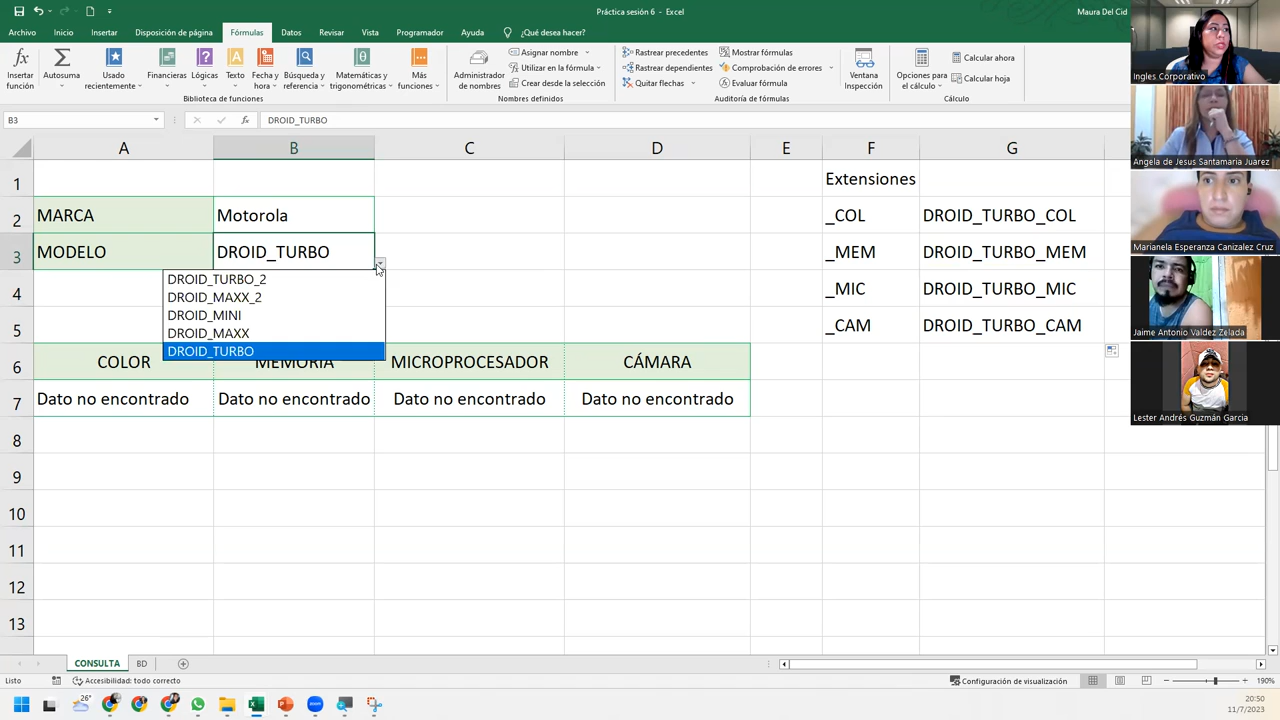 Práctica sesión 6 - Excel
Maura Del Cid
Archivo Inicio Insertar Disposición de página Fórmulas Datos Revisar Vista Programador Ayuda ¿Qué desea hacer?
fx Σ
Insertar función
Autosuma
Usado recientemente
Financieras
Lógicas
Texto
Fecha y hora
Búsqueda y referencia
Matemáticas y trigonométricas
Más funciones
Biblioteca de funciones
Administrador de nombres
Asignar nombre
Utilizar en la fórmula
Crear desde la selección
Nombres definidos
Rastrear precedentes
Rastrear dependientes
Quitar flechas
Mostrar fórmulas
Comprobación de errores
Evaluar fórmula
Auditoría de fórmulas
Ventana Inspección
Opciones para el cálculo
Calcular ahora
Calcular hoja
Cálculo
B3 fx DROID_TURBO
A B C D E F G
1 Extensiones
2 MARCA Motorola _COL DROID_TURBO_COL
3 MODELO DROID_TURBO _MEM DROID_TURBO_MEM
DROID_TURBO_2
DROID_MAXX_2
DROID_MINI
DROID_MAXX
DROID_TURBO
4 _MIC DROID_TURBO_MIC
5 _CAM DROID_TURBO_CAM
6 COLOR MEMORIA MICROPROCESADOR CÁMARA
7 Dato no encontrado Dato no encontrado Dato no encontrado Dato no encontrado
8
9
10
11
12
13
Ingles Corporativo
Angela de Jesus Santamaria Juarez
Marianela Esperanza Canizalez Cruz
Jaime Antonio Valdez Zelada
Lester Andrés Guzmán Garcia
CONSULTA BD
Listo Accesibilidad: todo correcto Configuración de visualización 190%
26°
20:50
11/7/2023